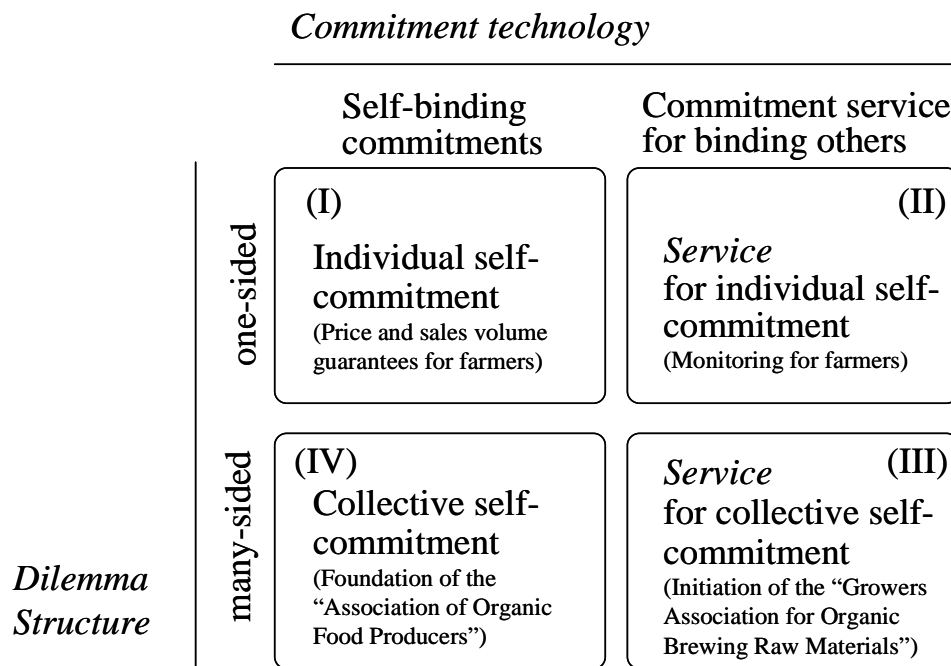 Commitment technology
Self-binding
commitments
Commitment service
for binding others
one-sided
(I)
Individual self-
commitment
(Price and sales volume
guarantees for farmers)
(II)
Service
for individual self-
commitment
(Monitoring for farmers)
many-sided
(IV)
Collective self-
commitment
(Foundation of the
“Association of Organic
Food Producers”)
(III)
Service
for collective self-
commitment
(Initiation of the “Growers
Association for Organic
Brewing Raw Materials”)
Dilemma
Structure